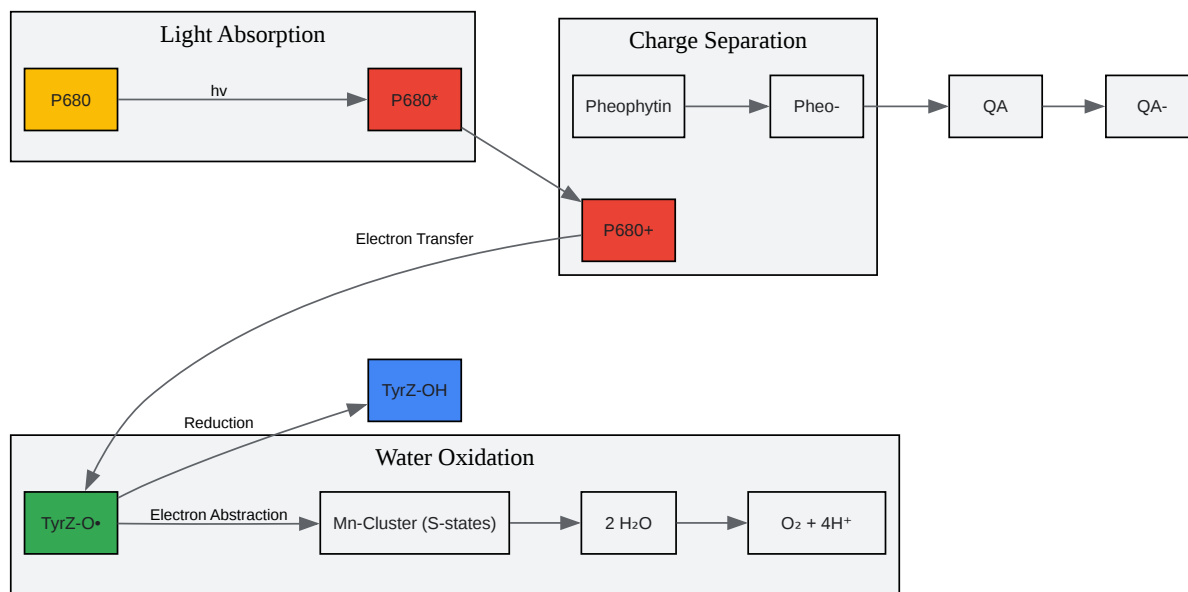 Light Absorption
Charge Separation
P680
hv
P680*
Pheophytin
Pheo-
QA
QA-
P680+
Electron Transfer
TyrZ-OH
Reduction
Water Oxidation
TyrZ-O•
Electron Abstraction
Mn-Cluster (S-states)
2 H₂O
O₂ + 4H⁺